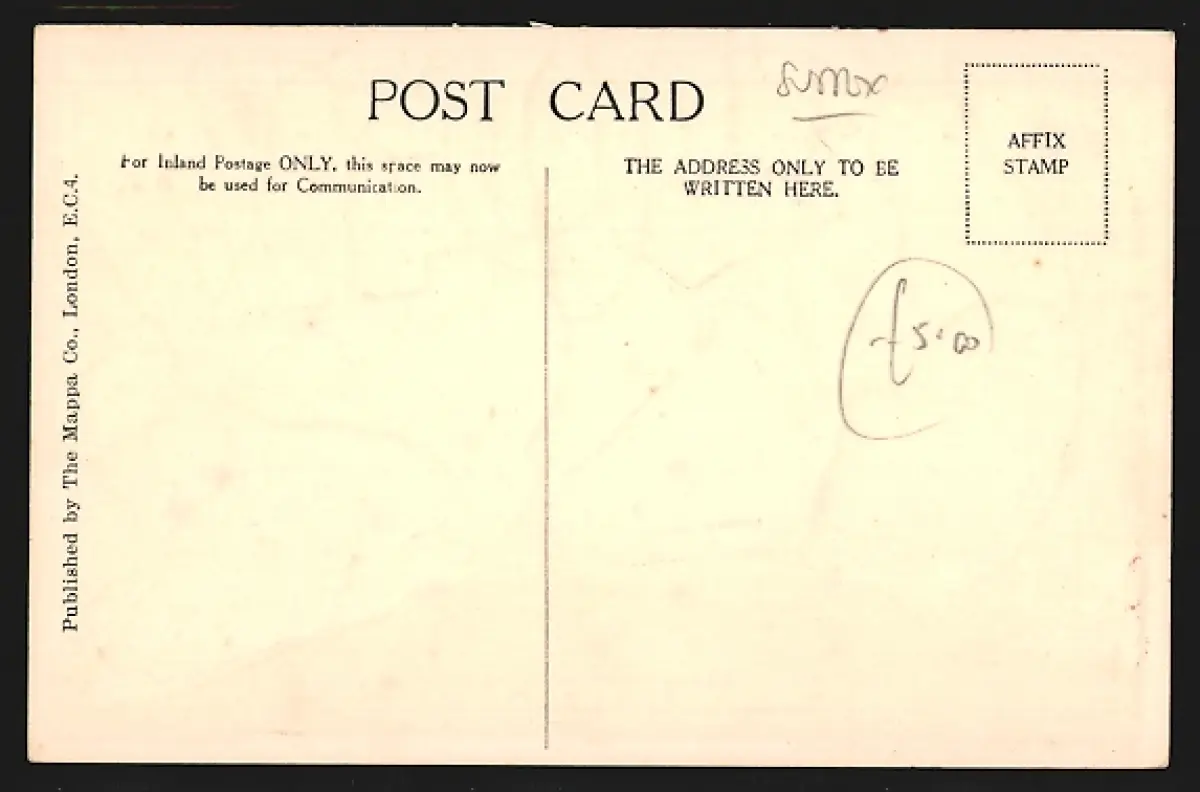 POST CARD
For Inland Postage ONLY, this space may now
be used for Communication.
THE ADDRESS ONLY TO BE
WRITTEN HERE.
AFFIX
STAMP
£5.00
Published by The Mappa Co., London, E.C.4.